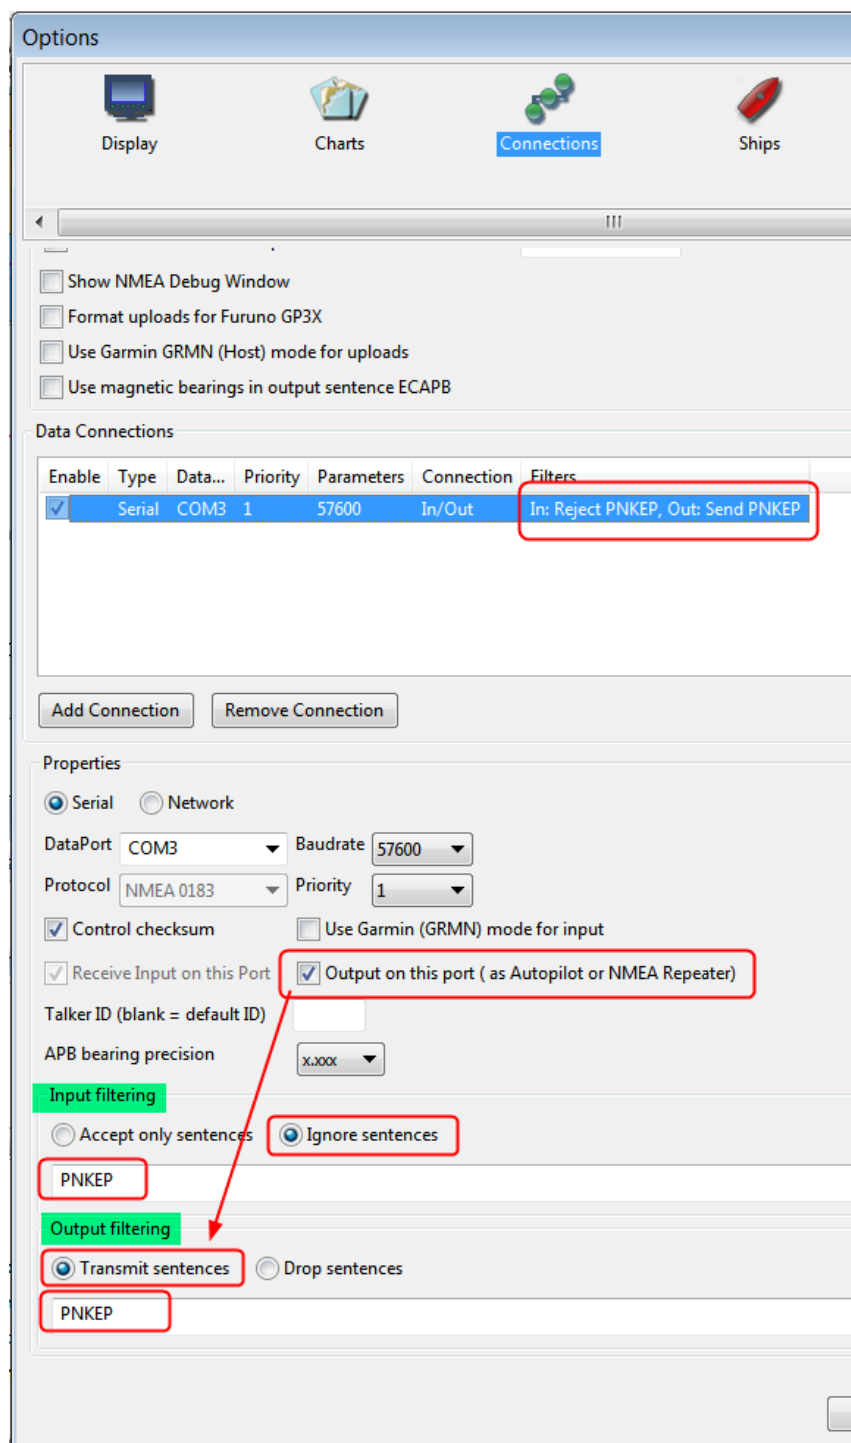 Options
Display Charts Connections Ships
Show NMEA Debug Window
Format uploads for Furuno GP3X
Use Garmin GRMN (Host) mode for uploads
Use magnetic bearings in output sentence ECAPB
Data Connections
Enable Type Data... Priority Parameters Connection Filters
Serial COM3 1 57600 In/Out In: Reject PNKEP, Out: Send PNKEP
Add Connection Remove Connection
Properties
Serial Network
DataPort COM3 Baudrate 57600
Protocol NMEA 0183 Priority 1
Control checksum Use Garmin (GRMN) mode for input
Receive Input on this Port Output on this port ( as Autopilot or NMEA Repeater)
Talker ID (blank = default ID)
APB bearing precision x.xxx
Input filtering
Accept only sentences Ignore sentences
PNKEP
Output filtering
Transmit sentences Drop sentences
PNKEP